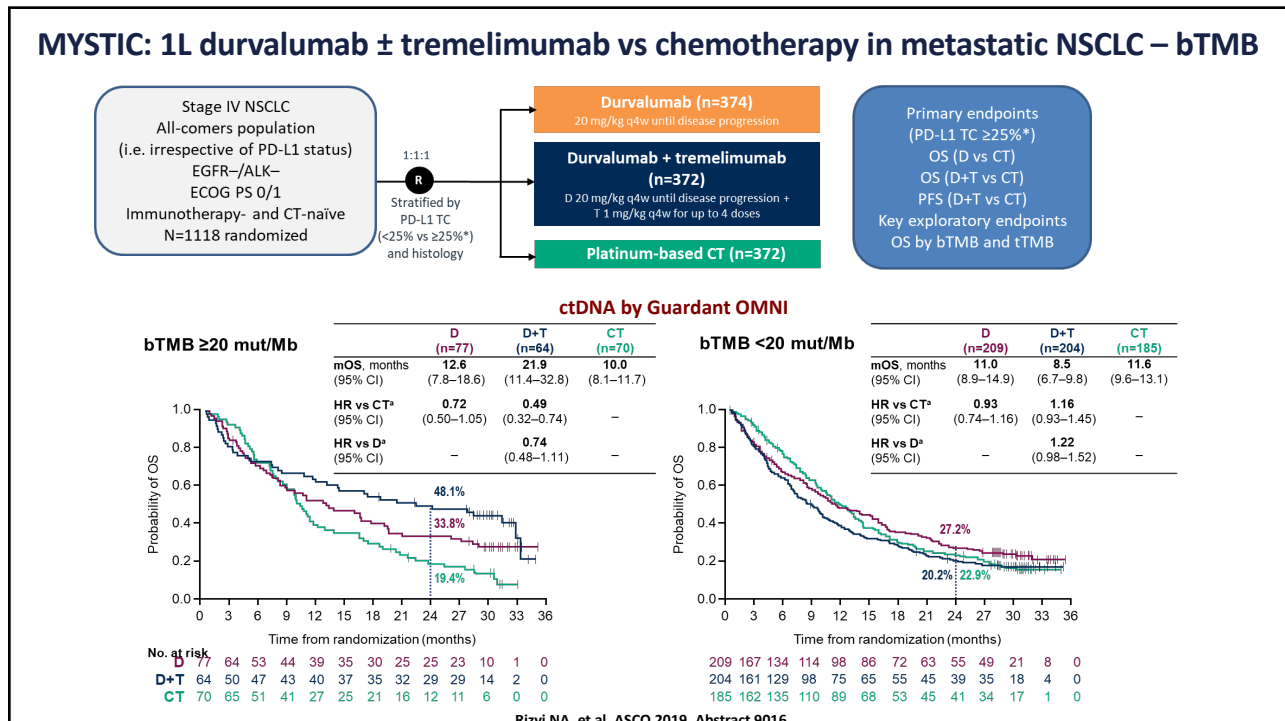 MYSTIC: 1L durvalumab ± tremelimumab vs chemotherapy in metastatic NSCLC – bTMB
Stage IV NSCLC
All-comers population
(i.e. irrespective of PD-L1 status)
EGFR–/ALK–
ECOG PS 0/1
Immunotherapy- and CT-naïve
N=1118 randomized
1:1:1
R
Stratified by
PD-L1 TC
(<25% vs ≥25%*)
and histology
Durvalumab (n=374)
20 mg/kg q4w until disease progression
Durvalumab + tremelimumab
(n=372)
D 20 mg/kg q4w until disease progression +
T 1 mg/kg q4w for up to 4 doses
Platinum-based CT (n=372)
Primary endpoints
(PD-L1 TC ≥25%*)
OS (D vs CT)
OS (D+T vs CT)
PFS (D+T vs CT)
Key exploratory endpoints
OS by bTMB and tTMB
ctDNA by Guardant OMNI
bTMB ≥20 mut/Mb
D D+T CT
(n=77) (n=64) (n=70)
mOS, months 12.6 21.9 10.0
(95% CI) (7.8–18.6) (11.4–32.8) (8.1–11.7)
HR vs CTᵃ 0.72 0.49
(95% CI) (0.50–1.05) (0.32–0.74) –
HR vs Dᵃ 0.74
(95% CI) – (0.48–1.11) –
Probability of OS
1.0
0.8
0.6
0.4
0.2
0.0
48.1%
33.8%
19.4%
0 3 6 9 12 15 18 21 24 27 30 33 36
Time from randomization (months)
No. at risk
D 77 64 53 44 39 35 30 25 25 23 10 1 0
D+T 64 50 47 43 40 37 35 32 29 29 14 2 0
CT 70 65 51 41 27 25 21 16 12 11 6 0 0
bTMB <20 mut/Mb
D D+T CT
(n=209) (n=204) (n=185)
mOS, months 11.0 8.5 11.6
(95% CI) (8.9–14.9) (6.7–9.8) (9.6–13.1)
HR vs CTᵃ 0.93 1.16
(95% CI) (0.74–1.16) (0.93–1.45) –
HR vs Dᵃ 1.22
(95% CI) – (0.98–1.52) –
Probability of OS
1.0
0.8
0.6
0.4
0.2
0.0
27.2%
20.2% 22.9%
0 3 6 9 12 15 18 21 24 27 30 33 36
Time from randomization (months)
209 167 134 114 98 86 72 63 55 49 21 8 0
204 161 129 98 75 65 55 45 39 35 18 4 0
185 162 135 110 89 68 53 45 41 34 17 1 0
Rizvi NA, et al. ASCO 2019. Abstract 9016